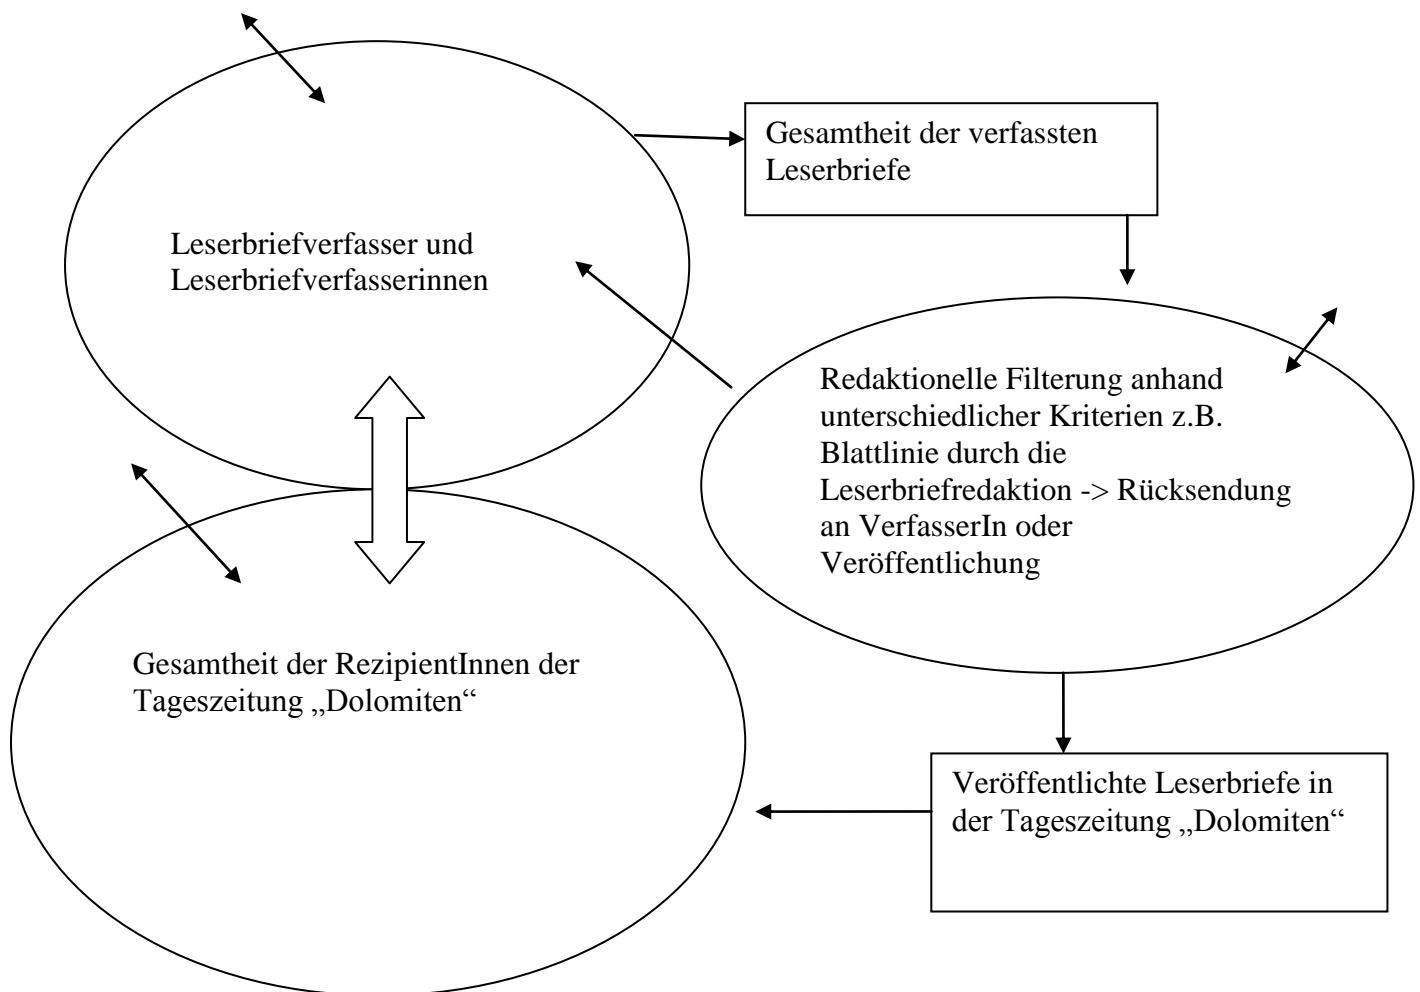 Gesamtheit der verfassten
Leserbriefe
Leserbriefverfasser und
Leserbriefverfasserinnen
Redaktionelle Filterung anhand
unterschiedlicher Kriterien z.B.
Blattlinie durch die
Leserbriefredaktion -> Rücksendung
an VerfasserIn oder
Veröffentlichung
Gesamtheit der RezipientInnen der
Tageszeitung „Dolomiten“
Veröffentlichte Leserbriefe in
der Tageszeitung „Dolomiten“